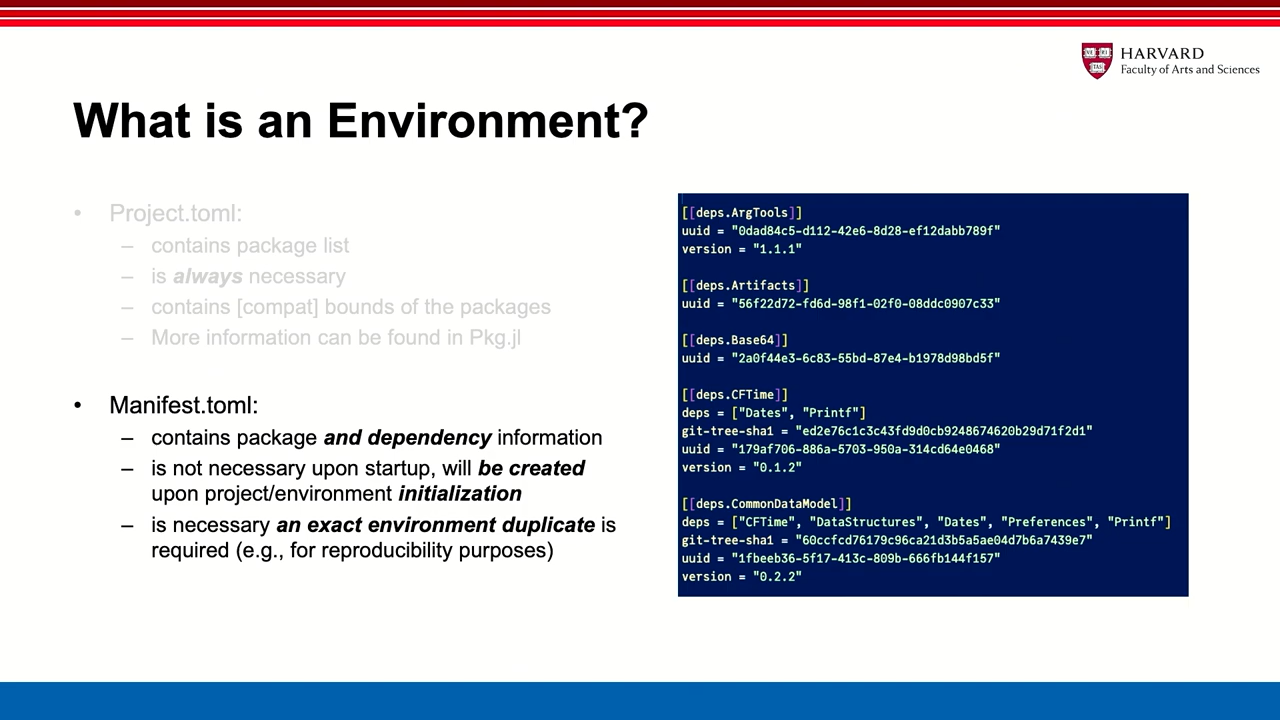 HARVARD
Faculty of Arts and Sciences
What is an Environment?
• Project.toml:
– contains package list
– is always necessary
– contains [compat] bounds of the packages
– More information can be found in Pkg.jl
• Manifest.toml:
– contains package and dependency information
– is not necessary upon startup, will be created
upon project/environment initialization
– is necessary an exact environment duplicate is
required (e.g., for reproducibility purposes)
[[deps.ArgTools]]
uuid = "0dad84c5-d112-42e6-8d28-ef12dabb789f"
version = "1.1.1"
[[deps.Artifacts]]
uuid = "56f22d72-fd6d-98f1-02f0-08ddc0907c33"
[[deps.Base64]]
uuid = "2a0f44e3-6c83-55bd-87e4-b1978d98bd5f"
[[deps.CFTime]]
deps = ["Dates", "Printf"]
git-tree-sha1 = "ed2e76c1c3c43fd9d0cb9248674620b29d71f2d1"
uuid = "179af706-886a-5703-950a-314cd64e0468"
version = "0.1.2"
[[deps.CommonDataModel]]
deps = ["CFTime", "DataStructures", "Dates", "Preferences", "Printf"]
git-tree-sha1 = "60ccfcd76179c96ca21d3b5a5ae04d7b6a7439e7"
uuid = "1fbeeb36-5f17-413c-809b-666fb144f157"
version = "0.2.2"